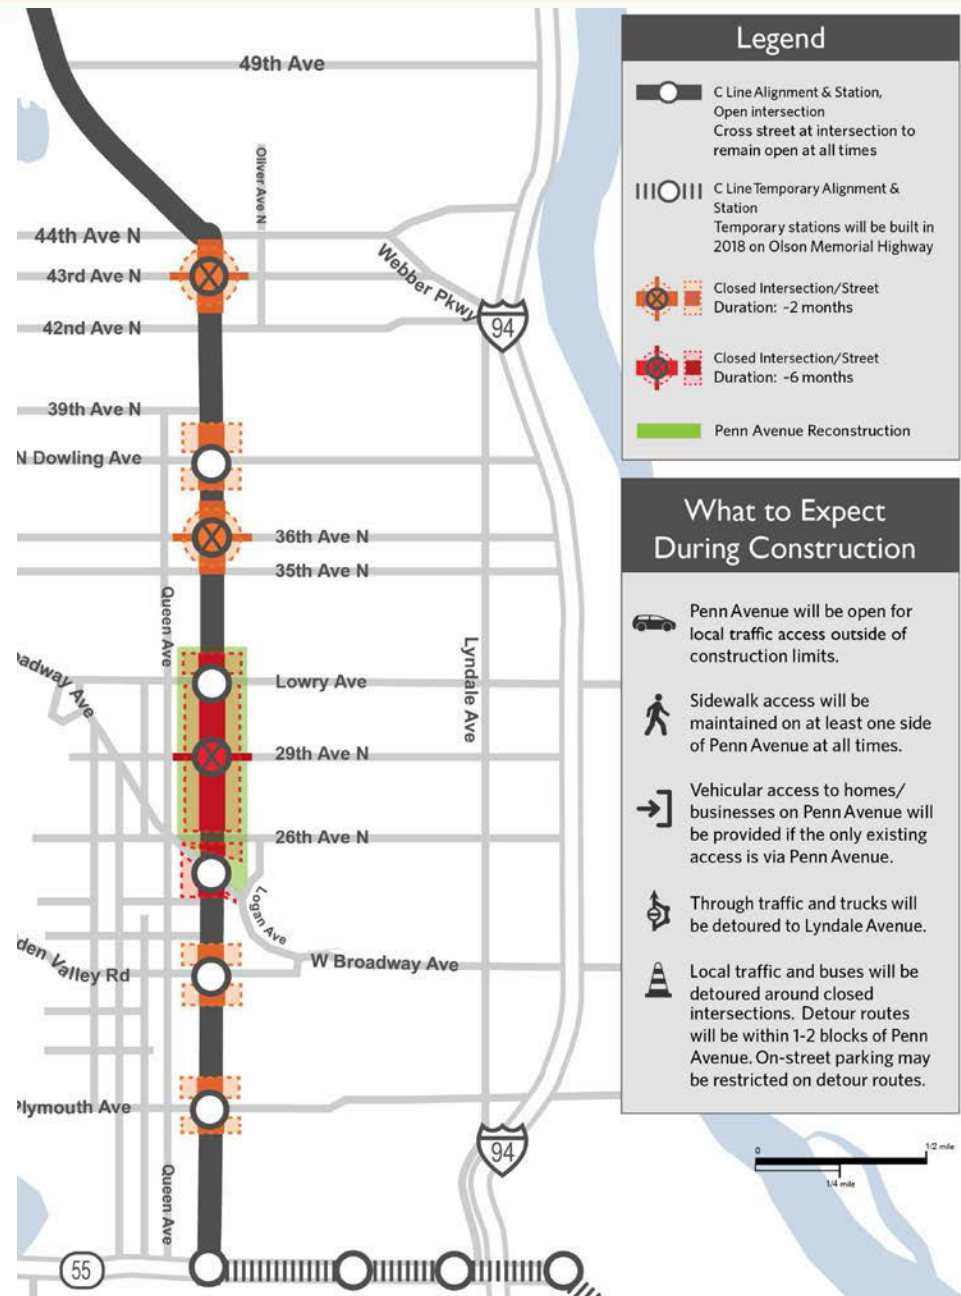 49th Ave
Oliver Ave N
44th Ave N
43rd Ave N
Webber Pkwy
42nd Ave N
94
39th Ave N
N Dowling Ave
36th Ave N
35th Ave N
Queen Ave
adway Ave
Lowry Ave
Lyndale Ave
29th Ave N
26th Ave N
Logan Ave
den Valley Rd
W Broadway Ave
Plymouth Ave
94
Queen Ave
55
Legend
C Line Alignment & Station,
Open intersection
Cross street at intersection to
remain open at all times
C Line Temporary Alignment &
Station
Temporary stations will be built in
2018 on Olson Memorial Highway
Closed Intersection/Street
Duration: ~2 months
Closed Intersection/Street
Duration: ~6 months
Penn Avenue Reconstruction
What to Expect
During Construction
Penn Avenue will be open for
local traffic access outside of
construction limits.
Sidewalk access will be
maintained on at least one side
of Penn Avenue at all times.
Vehicular access to homes/
businesses on Penn Avenue will
be provided if the only existing
access is via Penn Avenue.
Through traffic and trucks will
be detoured to Lyndale Avenue.
Local traffic and buses will be
detoured around closed
intersections. Detour routes
will be within 1-2 blocks of Penn
Avenue. On-street parking may
be restricted on detour routes.
0
1/2 mile
1/4 mile